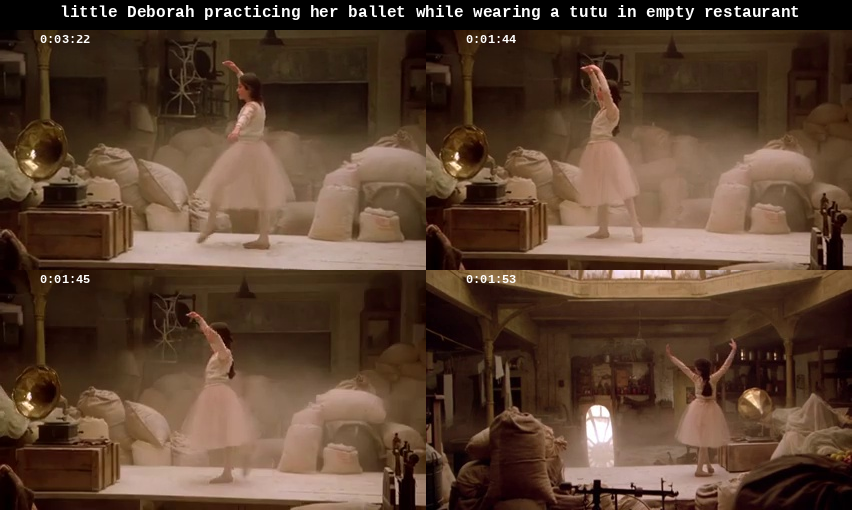 little Deborah practicing her ballet while wearing a tutu in empty restaurant
0:03:22
0:01:44
0:01:45
0:01:53